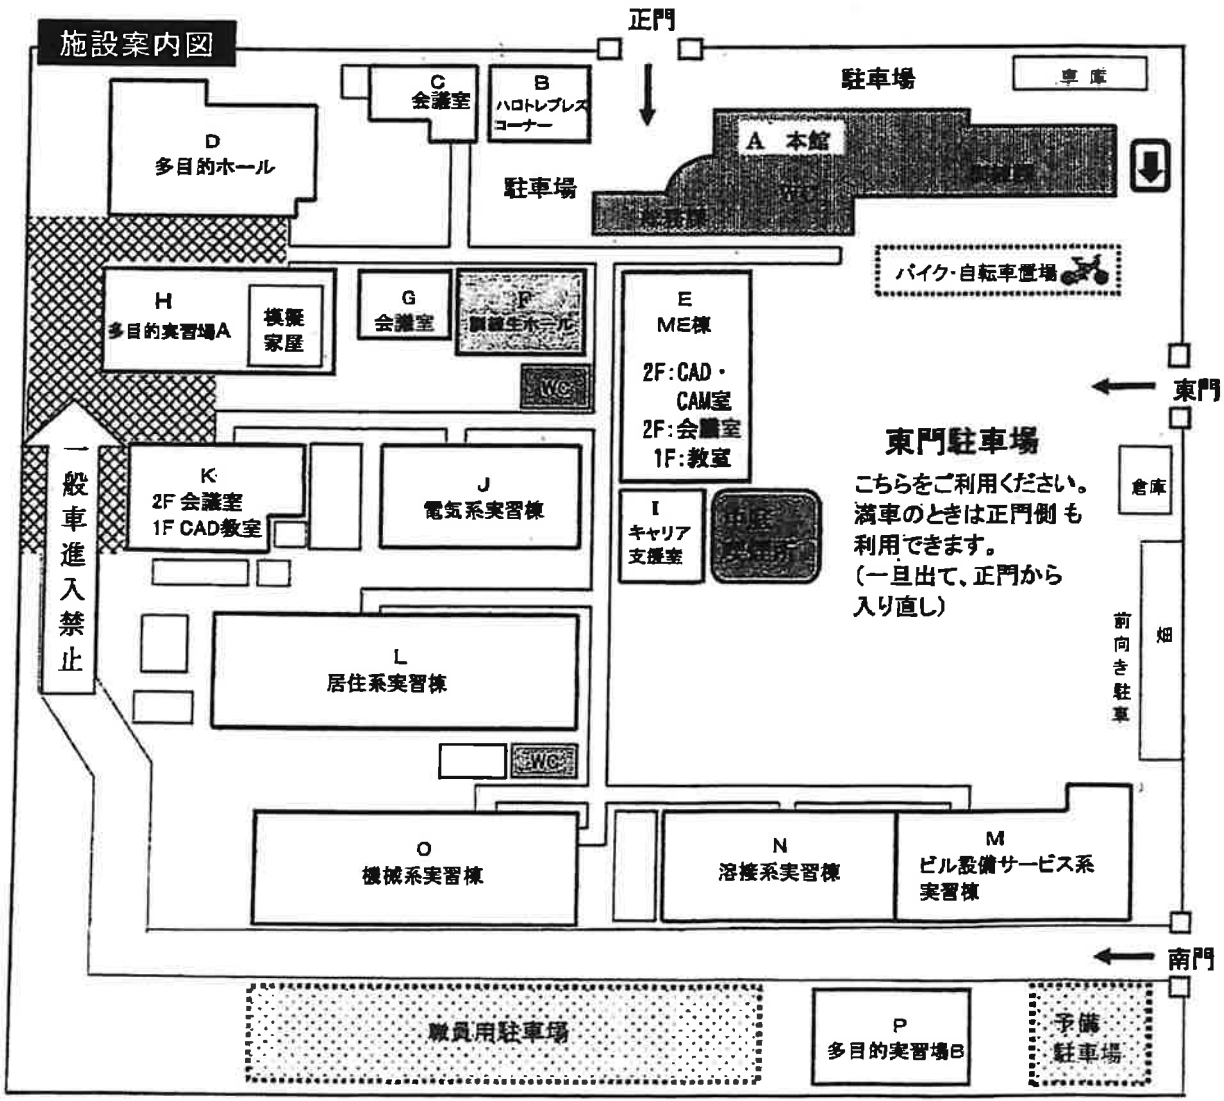 施設案内図
正門
駐車場
車庫
C
会議室
B
ハロトレプレス
コーナー
D
多目的ホール
A 本館
WC
駐車場
バイク・自転車置場
H
多目的実習場A
模擬
家屋
G
会議室
F
訓練生ホール
E
ME棟
2F:CAD・
CAM室
2F:会議室
1F:教室
WC
東門
東門駐車場
こちらをご利用ください。
満車のときは正門側も
利用できます。
(一旦出て、正門から
入り直し)
倉庫
一般車進入禁止
K
2F 会議室
1F CAD教室
J
電気系実習棟
I
キャリア
支援室
前向き駐車
畑
L
居住系実習棟
WC
O
機械系実習棟
N
溶接系実習棟
M
ビル設備サービス系
実習棟
南門
職員用駐車場
P
多目的実習場B
予備
駐車場